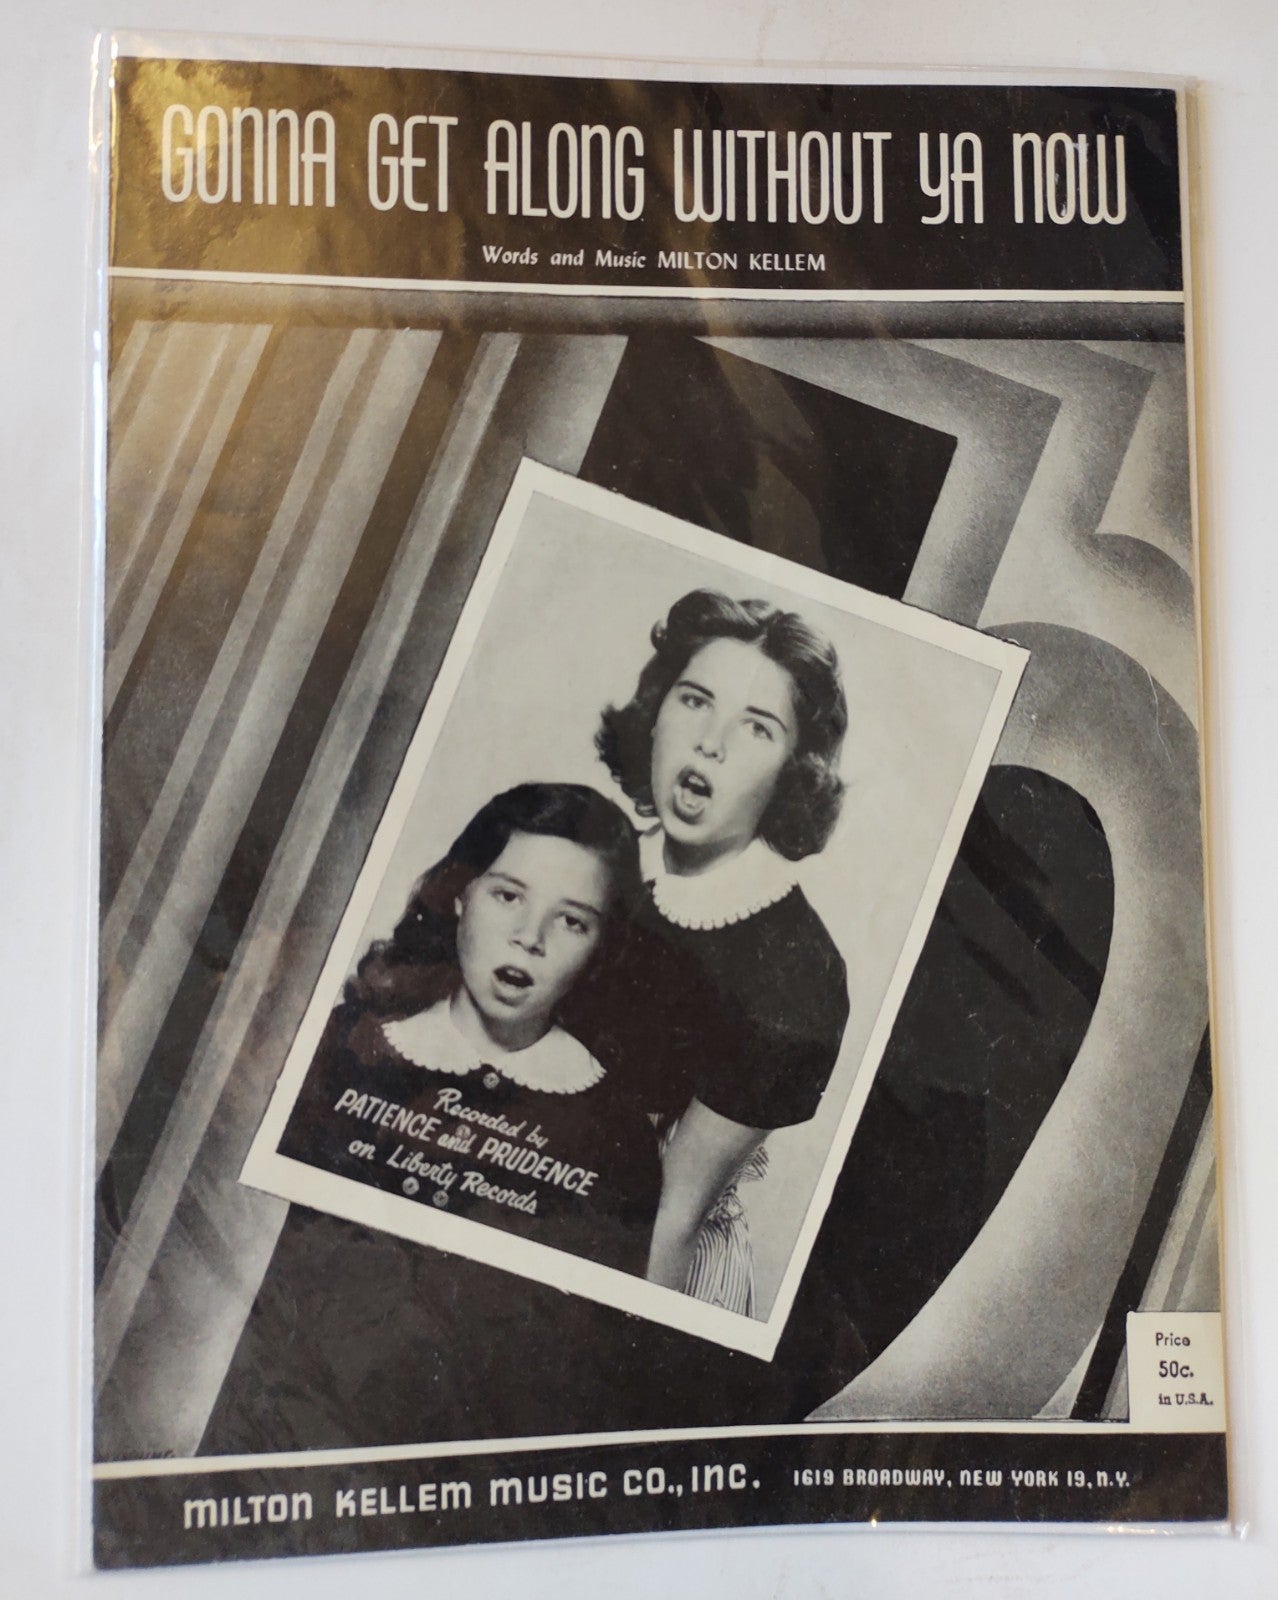 GONNA GET ALONG WITHOUT YA NOW
Words and Music MILTON KELLEM
Recorded by
PATIENCE and PRUDENCE
on Liberty Records
Price
50c.
in U.S.A.
MILTON KELLEM MUSIC CO., INC. 1619 BROADWAY, NEW YORK 19, N.Y.